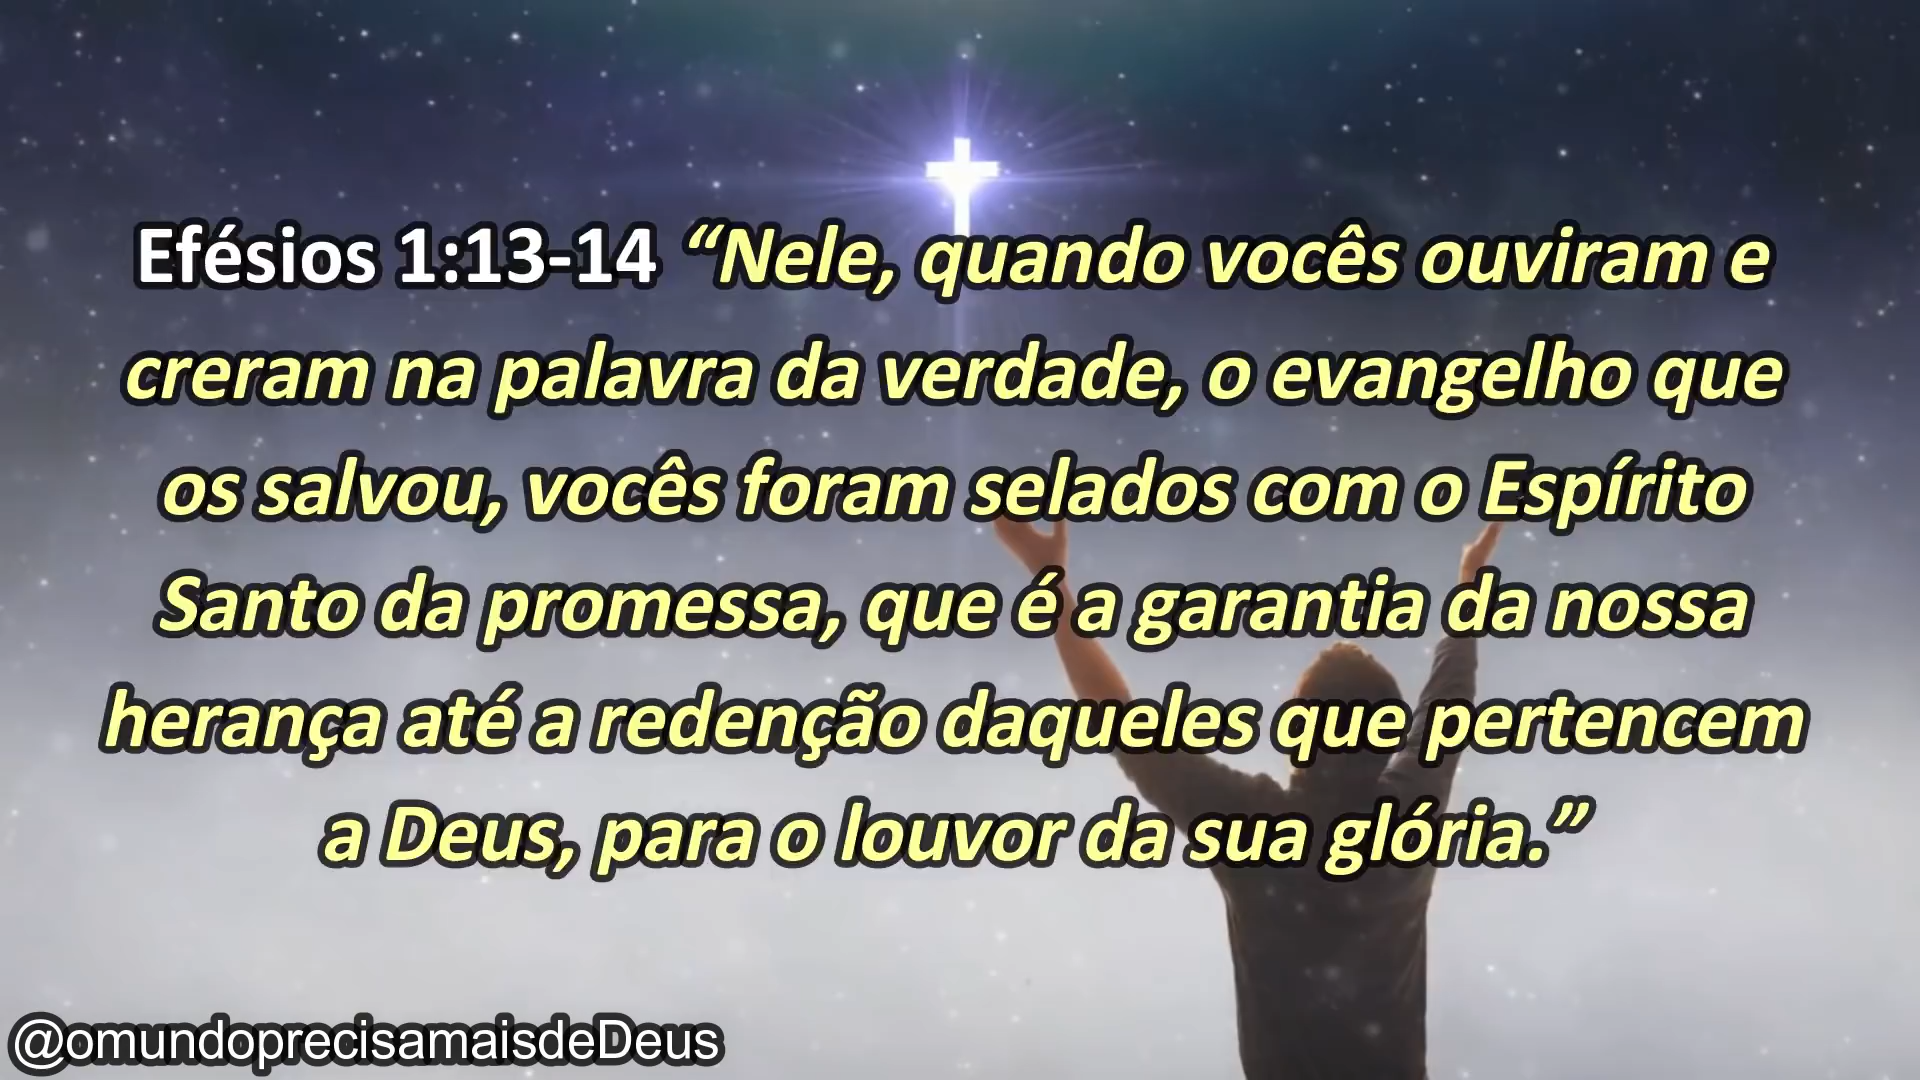 Efésios 1:13-14 “Nele, quando vocês ouviram e
creram na palavra da verdade, o evangelho que
os salvou, vocês foram selados com o Espírito
Santo da promessa, que é a garantia da nossa
herança até a redenção daqueles que pertencem
a Deus, para o louvor da sua glória.”
@omundoprecisamaisdeDeus